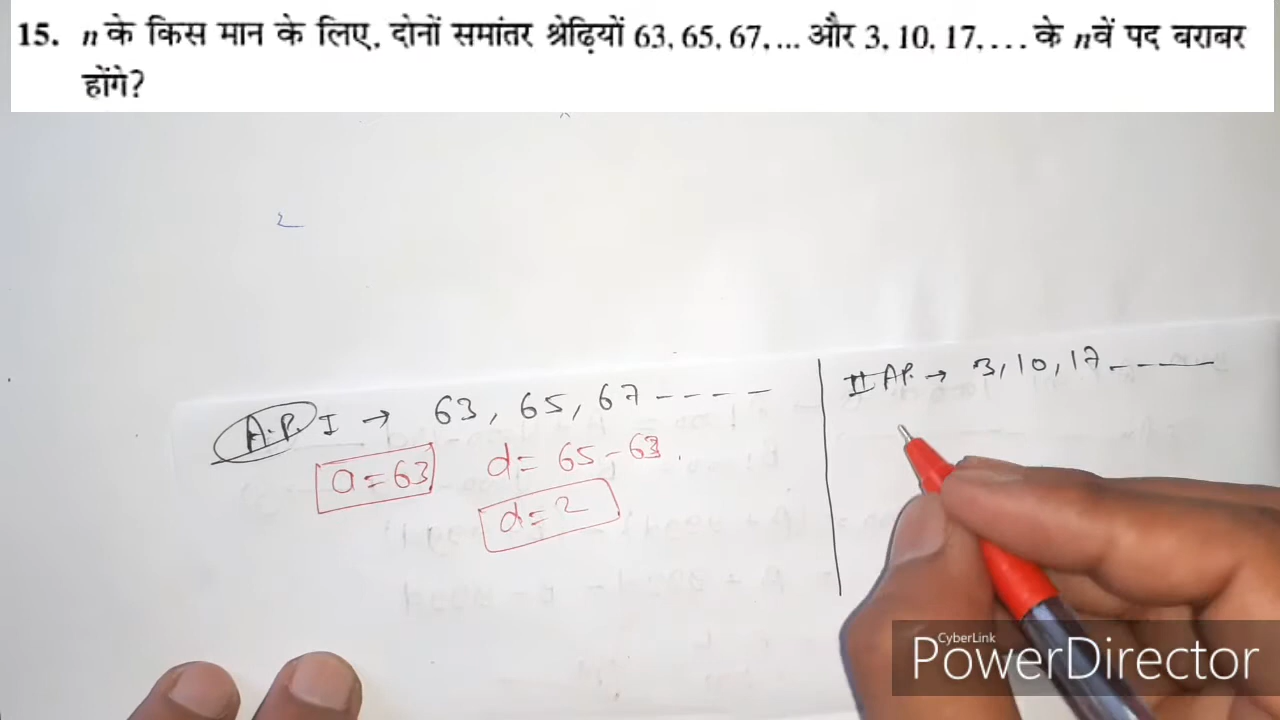 15. n के किस मान के लिए, दोनों समांतर श्रेढ़ियों 63, 65, 67, ... और 3, 10, 17, . . . के nवें पद बराबर
होंगे?
A.P. I → 63, 65, 67 - - - -
a = 63 d = 65 - 63
d = 2
II AP. → 3, 10, 17 - - - -
CyberLink
PowerDirector